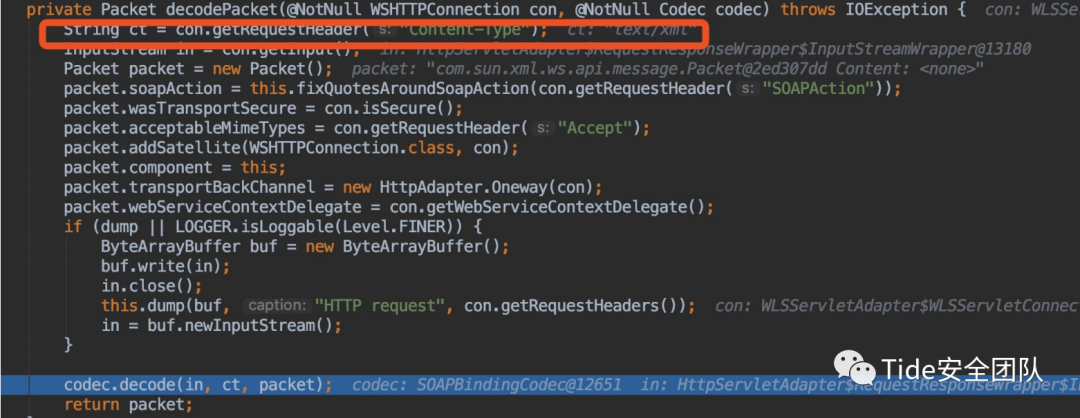 private Packet decodePacket(@NotNull WSHTTPConnection con, @NotNull Codec codec) throws IOException {  con: WLSSe
String ct = con.getRequestHeader( s: "Content-Type");  ct: "text/xml"
InputStream in = con.getInput();  in: HttpServletAdapter$RequestResponseWrapper$InputStreamWrapper@13180
Packet packet = new Packet();  packet: "com.sun.xml.ws.api.message.Packet@2ed307dd Content: <none>"
packet.soapAction = this.fixQuotesAroundSoapAction(con.getRequestHeader( s: "SOAPAction"));
packet.wasTransportSecure = con.isSecure();
packet.acceptableMimeTypes = con.getRequestHeader( s: "Accept");
packet.addSatellite(WSHTTPConnection.class, con);
packet.component = this;
packet.transportBackChannel = new HttpAdapter.Oneway(con);
packet.webServiceContextDelegate = con.getWebServiceContextDelegate();
if (dump || LOGGER.isLoggable(Level.FINER)) {
ByteArrayBuffer buf = new ByteArrayBuffer();
buf.write(in);
in.close();
this.dump(buf, caption: "HTTP request", con.getRequestHeaders());  con: WLSServletAdapter$WLSServletConnect
in = buf.newInputStream();
}
codec.decode(in, ct, packet);  codec: SOAPBindingCodec@12651  in: HttpServletAdapter$RequestResponseWrapper$I
return packet;
Tide安全团队